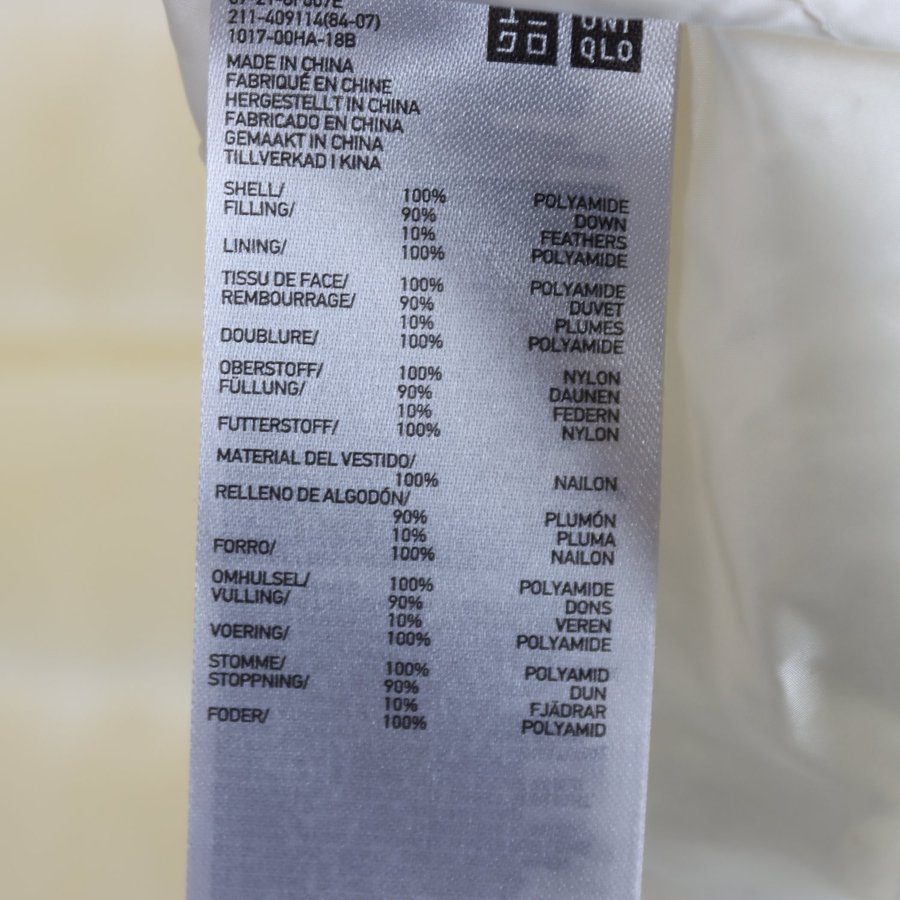 211-409114(84-07)
1017-00HA-18B
UNI
QLO
MADE IN CHINA
FABRIQUÉ EN CHINE
HERGESTELLT IN CHINA
FABRICADO EN CHINA
GEMAAKT IN CHINA
TILLVERKAD I KINA
SHELL/ 100% POLYAMIDE
FILLING/ 90% DOWN
10% FEATHERS
LINING/ 100% POLYAMIDE
TISSU DE FACE/ 100% POLYAMIDE
REMBOURRAGE/ 90% DUVET
10% PLUMES
DOUBLURE/ 100% POLYAMIDE
OBERSTOFF/ 100% NYLON
FÜLLUNG/ 90% DAUNEN
10% FEDERN
FUTTERSTOFF/ 100% NYLON
MATERIAL DEL VESTIDO/
100% NAILON
RELLENO DE ALGODÓN/
90% PLUMÓN
10% PLUMA
FORRO/ 100% NAILON
OMHULSEL/ 100% POLYAMIDE
VULLING/ 90% DONS
10% VEREN
VOERING/ 100% POLYAMIDE
STOMME/ 100% POLYAMID
STOPPNING/ 90% DUN
10% FJÄDRAR
FODER/ 100% POLYAMID